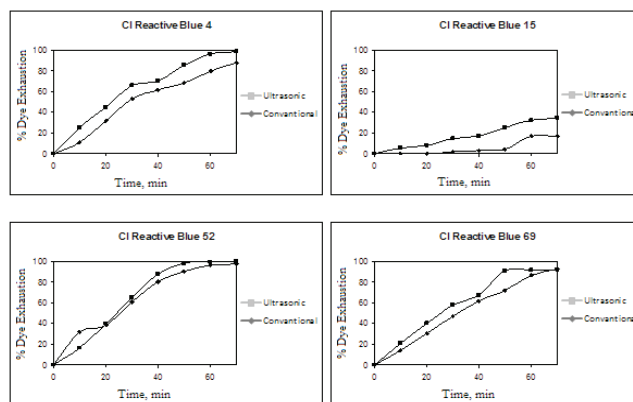 CI Reactive Blue 4
100
80
60
40
20
0
% Dye Exhaustion
0 20 40 60
Time, min
Ultrasonic
Conventional
CI Reactive Blue 15
100
80
60
40
20
0
% Dye Exhaustion
0 20 40 60
Time, min
Ultrasonic
Conventional
CI Reactive Blue 52
100
80
60
40
20
0
% Dye Exhaustion
0 20 40 60
Time, min
Ultrasonic
Conventional
CI Reactive Blue 69
100
80
60
40
20
0
% Dye Exhaustion
0 20 40 60
Time, min
Ultrasonic
Conventional